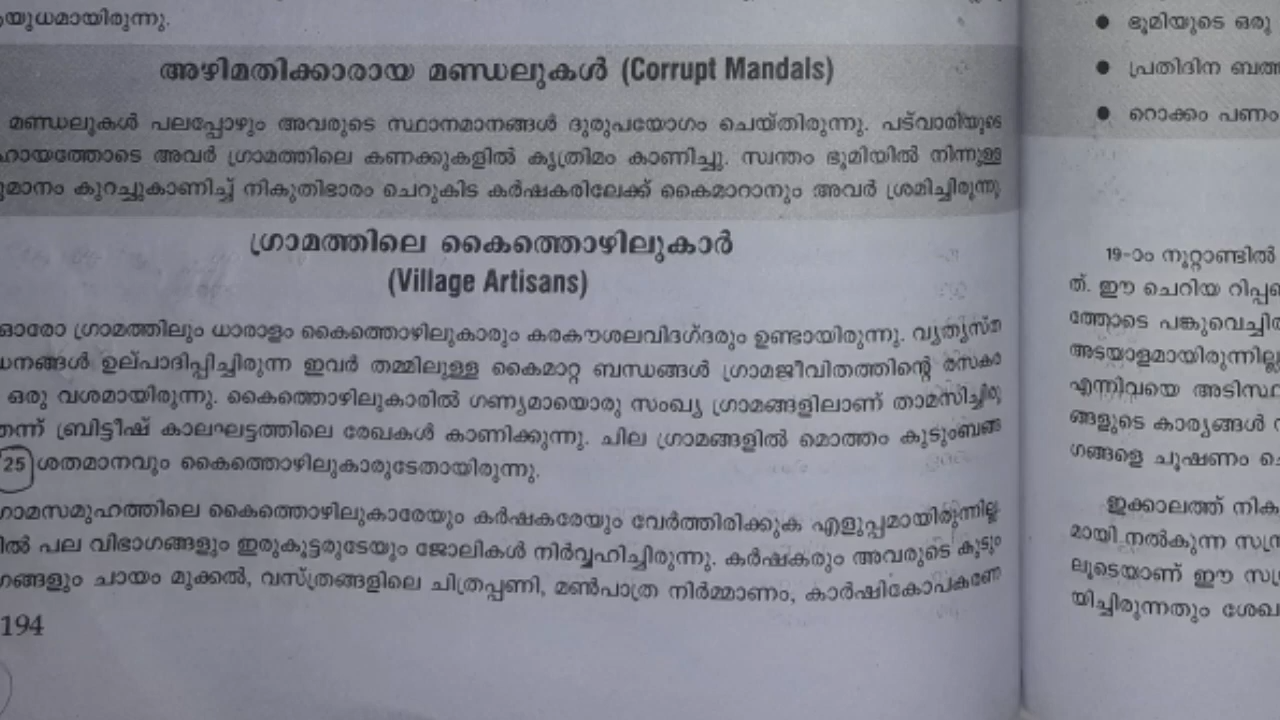 യുധമായിരുന്നു.
അഴിമതിക്കാരായ മണ്ഡലുകൾ (Corrupt Mandals)
മണ്ഡലുകൾ പലപ്പോഴും അവരുടെ സ്ഥാനമാനങ്ങൾ ദുരുപയോഗം ചെയ്തിരുന്നു. പട്വാരിയുടെ
ഹായത്തോടെ അവർ ഗ്രാമത്തിലെ കണക്കുകളിൽ കൃത്രിമം കാണിച്ചു. സ്വന്തം ഭൂമിയിൽ നിന്നുള്ള
മാനം കുറച്ചുകാണിച്ച് നികുതിഭാരം ചെറുകിട കർഷകരിലേക്ക് കൈമാറാനും അവർ ശ്രമിച്ചിരുന്നു
ഗ്രാമത്തിലെ കൈത്തൊഴിലുകാർ
(Village Artisans)
ഓരോ ഗ്രാമത്തിലും ധാരാളം കൈത്തൊഴിലുകാരും കരകൗശലവിദഗ്ദരും ഉണ്ടായിരുന്നു. വ്യത്യസ്ത
ധനങ്ങൾ ഉല്പാദിപ്പിച്ചിരുന്ന ഇവർ തമ്മിലുള്ള കൈമാറ്റ ബന്ധങ്ങൾ ഗ്രാമജീവിതത്തിന്റെ രസകര
ഒരു വശമായിരുന്നു. കൈത്തൊഴിലുകാരിൽ ഗണ്യമായൊരു സംഖ്യ ഗ്രാമങ്ങളിലാണ് താമസിച്ചിരു
തന്ന് ബ്രിട്ടീഷ് കാലഘട്ടത്തിലെ രേഖകൾ കാണിക്കുന്നു. ചില ഗ്രാമങ്ങളിൽ മൊത്തം കുടുംബങ്ങ
25 ശതമാനവും കൈത്തൊഴിലുകാരുടേതായിരുന്നു.
ഗ്രാമസമൂഹത്തിലെ കൈത്തൊഴിലുകാരേയും കർഷകരേയും വേർത്തിരിക്കുക എളുപ്പമായിരുന്നില്ല
ിൽ പല വിഭാഗങ്ങളും ഇരുകൂട്ടരുടേയും ജോലികൾ നിർവ്വഹിച്ചിരുന്നു. കർഷകരും അവരുടെ കുടും
ഗങ്ങളും ചായം മുക്കൽ, വസ്ത്രങ്ങളിലെ ചിത്രപ്പണി, മൺപാത്ര നിർമ്മാണം, കാർഷികോപകരണ
194
● ഭൂമിയുടെ ഒരു
● പ്രതിദിന ബത്ത
● റൊക്കം പണം
19-ാം നൂറ്റാണ്ടിൽ
ത്. ഈ ചെറിയ റിപ്പ
ത്തോടെ പങ്കുവെച്ചിര
അടയാളമായിരുന്നില്ല
എന്നിവയെ അടിസ്ഥ
ങ്ങളുടെ കാര്യങ്ങൾ
ഗങ്ങളെ ചൂഷണം ചെ
ഇക്കാലത്ത് നിക
മായി നൽകുന്ന സമ്പ്ര
ലൂടെയാണ് ഈ സമ്പ്ര
യിച്ചിരുന്നതും ശേഖ